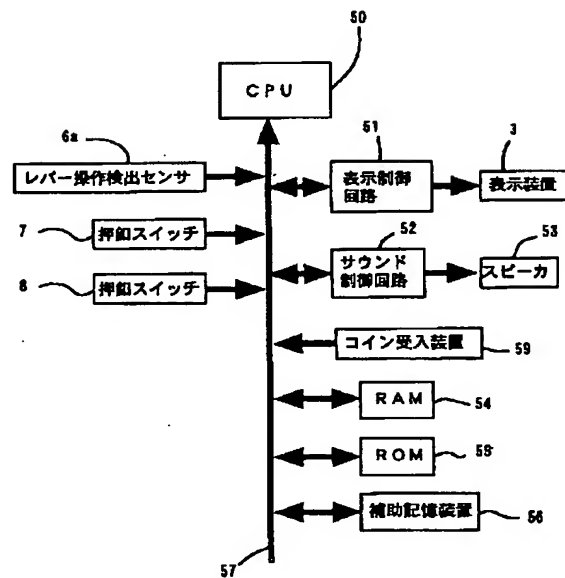 50
CPU
6a
51
3
レバー操作検出センサ
表示制御
回路
表示装置
7
押釦スイッチ
52
53
8
押釦スイッチ
サウンド
制御回路
スピーカ
コイン受入装置
59
RAM
54
ROM
55
補助記憶装置
56
57